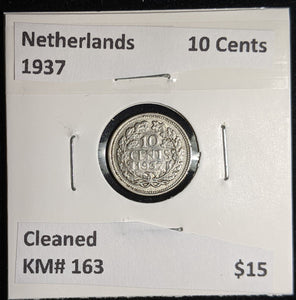 Netherlands 10 Cents
1937
10
CENTS
1937
Cleaned
KM# 163 $15